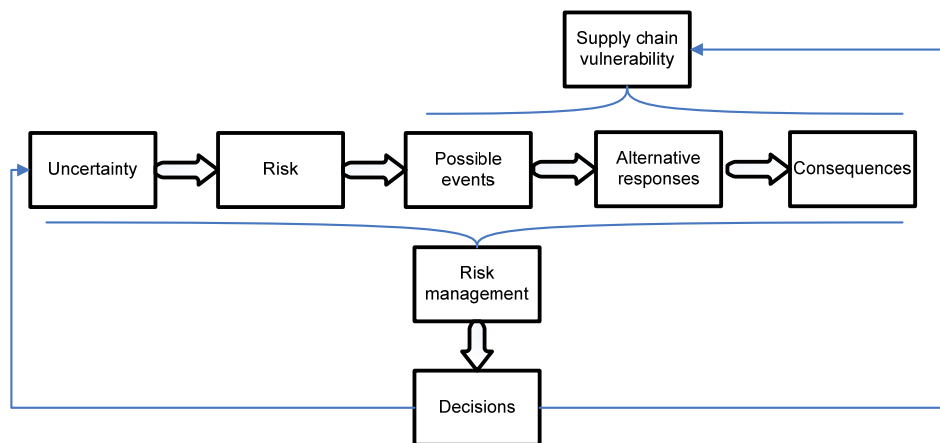 Supply chain
vulnerability
Uncertainty
Risk
Possible
events
Alternative
responses
Consequences
Risk
management
Decisions